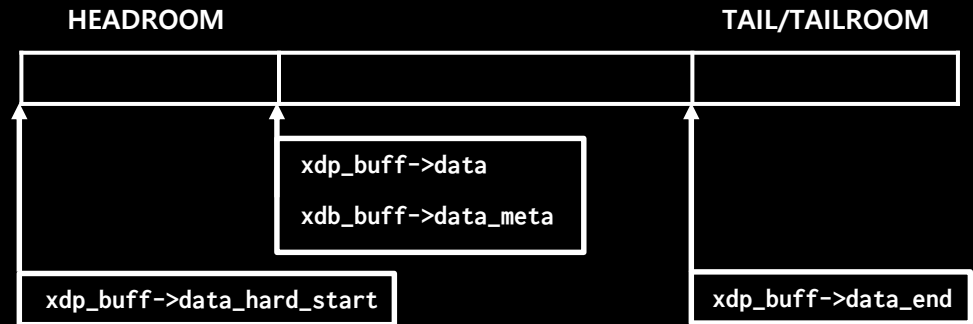 HEADROOM
TAIL/TAILROOM
xdp_buff->data
xdb_buff->data_meta
xdp_buff->data_hard_start
xdp_buff->data_end